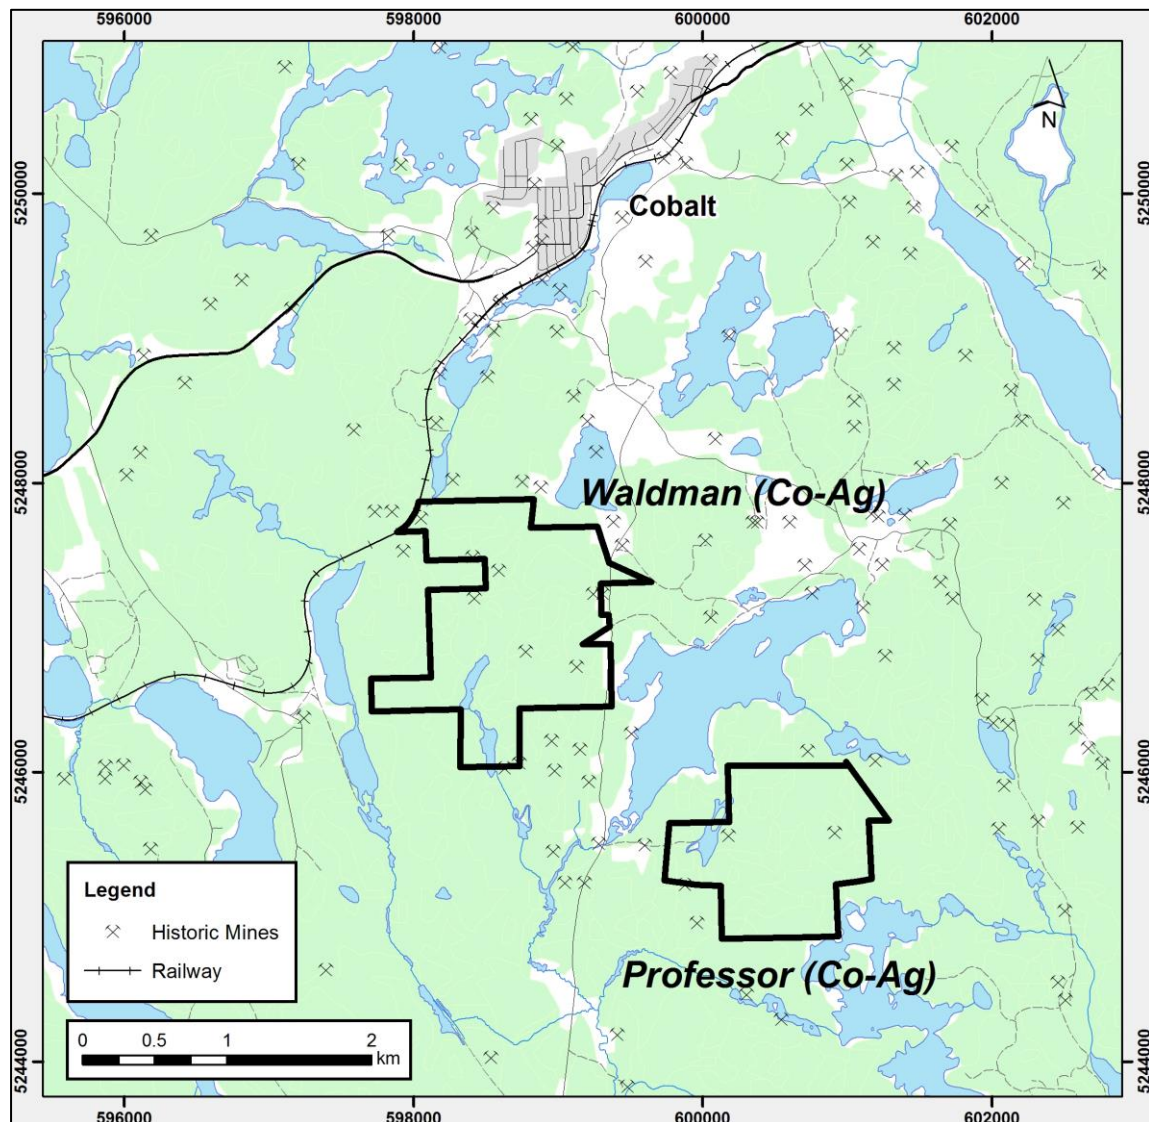 596000 598000 600000 602000
N
5250000 5250000
Cobalt
5248000 5248000
Waldman (Co-Ag)
5246000 5246000
Legend
Historic Mines
Railway
Professor (Co-Ag)
0 0.5 1 2
km
5244000 5244000
596000 598000 600000 602000